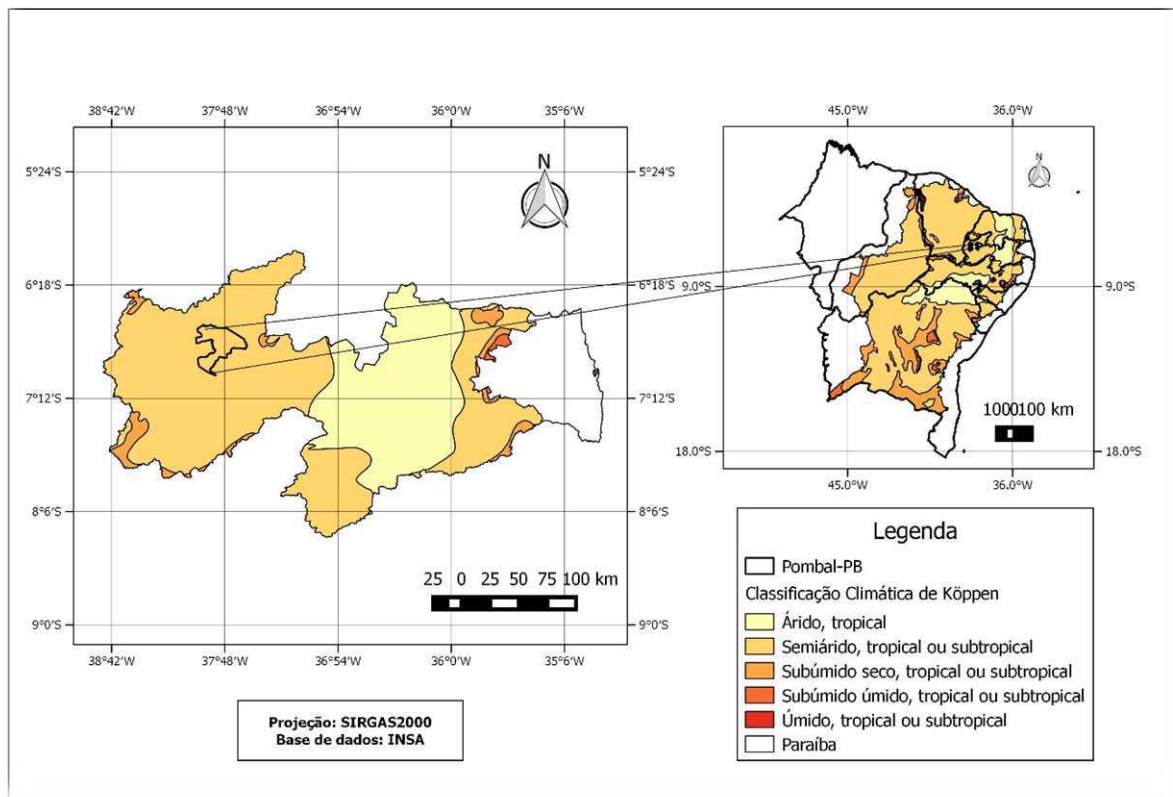 38°42'W 37°48'W 36°54'W 36°0'W 35°6'W
45.0°W 36.0°W
5°24'S 5°24'S
N
N
6°18'S 6°18'S
9.0°S 9.0°S
7°12'S 7°12'S
1000100 km
18.0°S 18.0°S
45.0°W 36.0°W
8°6'S 8°6'S
25 0 25 50 75 100 km
9°0'S 9°0'S
38°42'W 37°48'W 36°54'W 36°0'W 35°6'W
Legenda
Pombal-PB
Classificação Climática de Köppen
Árido, tropical
Semiárido, tropical ou subtropical
Subúmido seco, tropical ou subtropical
Subúmido úmido, tropical ou subtropical
Úmido, tropical ou subtropical
Paraíba
Projeção: SIRGAS2000
Base de dados: INSA